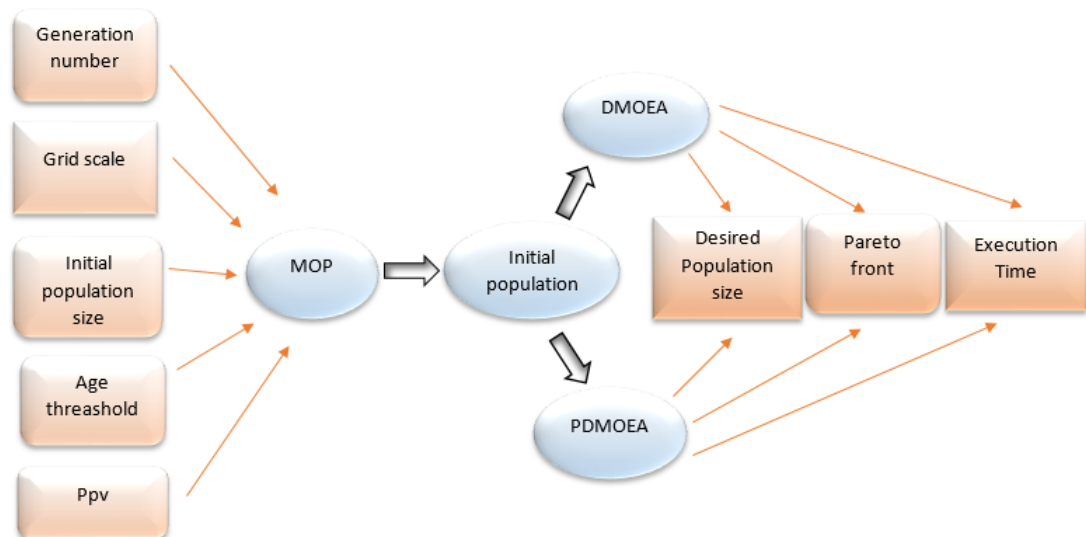 Generation
number
Grid scale
Initial
population
size
Age
threashold
Ppv
MOP
Initial
population
DMOEA
PDMOEA
Desired
Population
size
Pareto
front
Execution
Time